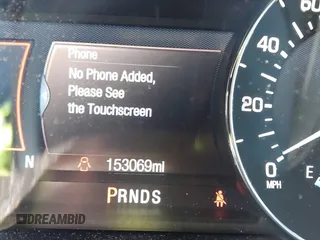 Phone
No Phone Added,
Please See
the Touchscreen
60
40
20
0
MPH
E
N
153069mi
PRNDS
DREAMBID